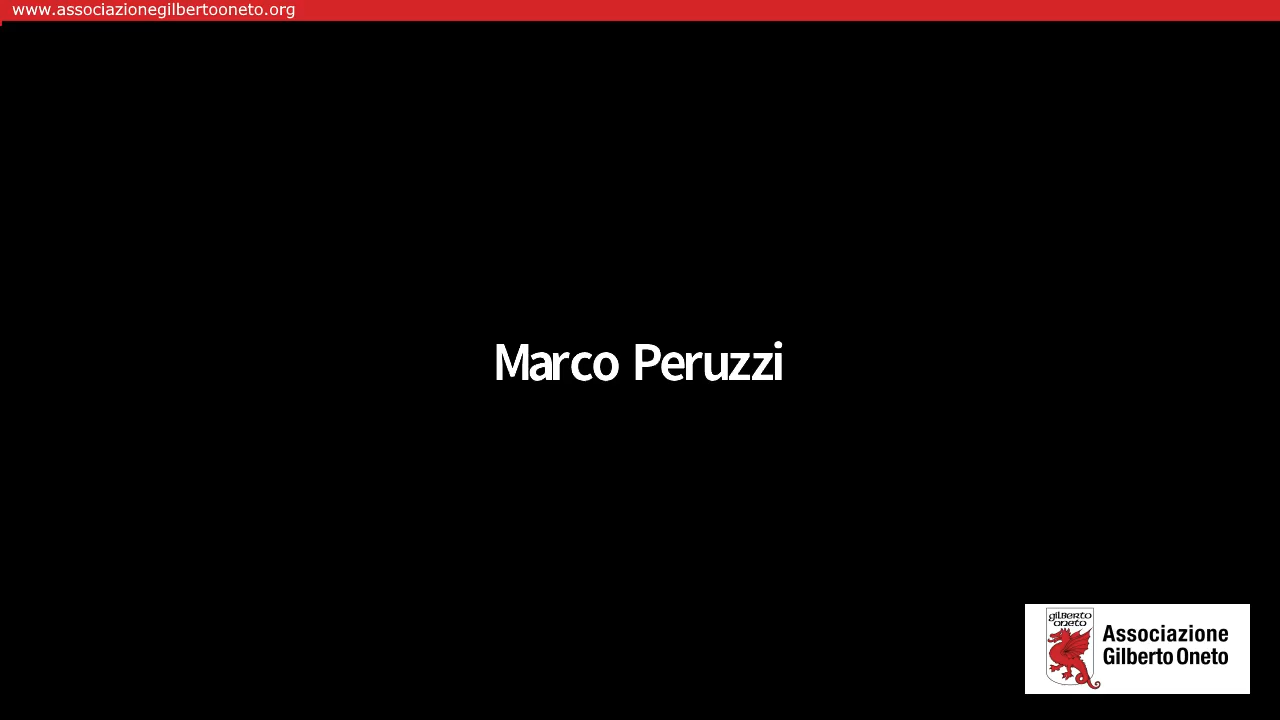 www.associazionegilbertooneto.org
Marco Peruzzi
gilberto
oneto
Associazione
Gilberto Oneto